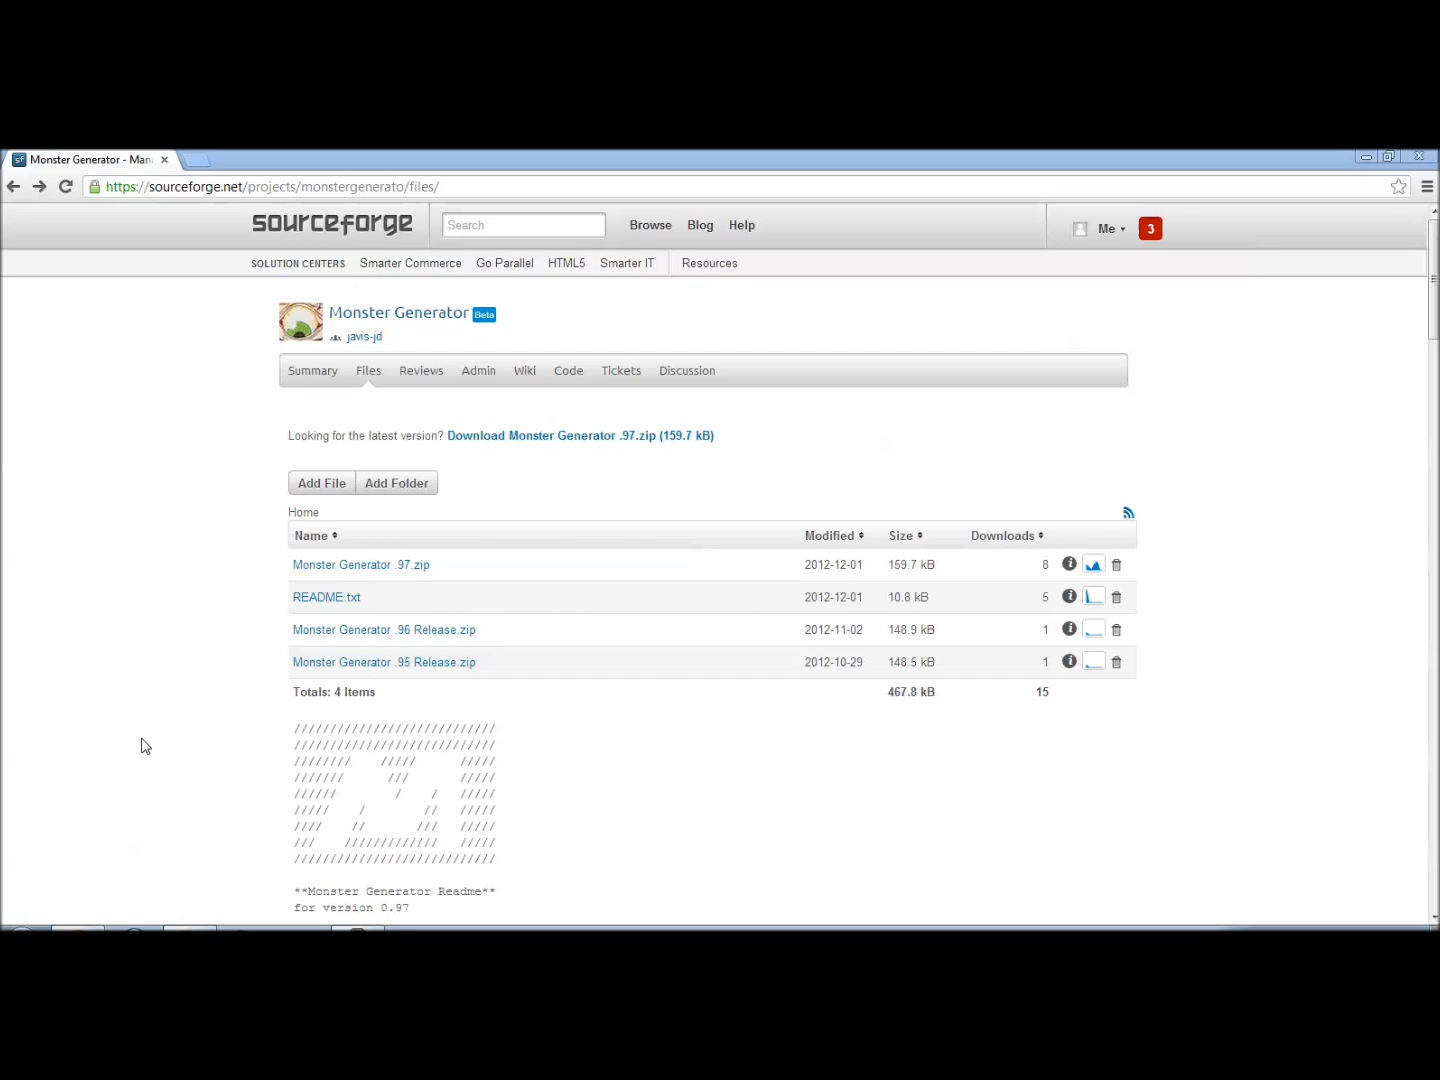 sf Monster Generator - Man
https://sourceforge.net/projects/monstergenerato/files/
sourceforge Search Browse Blog Help Me 3
SOLUTION CENTERS Smarter Commerce Go Parallel HTML5 Smarter IT Resources
Monster Generator Beta
javis-jd
Summary Files Reviews Admin Wiki Code Tickets Discussion
Looking for the latest version? Download Monster Generator .97.zip (159.7 kB)
Add File Add Folder
Home
Name Modified Size Downloads
Monster Generator .97.zip 2012-12-01 159.7 kB 8
README.txt 2012-12-01 10.8 kB 5
Monster Generator .96 Release.zip 2012-11-02 148.9 kB 1
Monster Generator .95 Release.zip 2012-10-29 148.5 kB 1
Totals: 4 Items 467.8 kB 15
////////////////////////////
////////////////////////////
////////    /////      /////
///////      ///       /////
//////        /    /   /////
/////    /        //   /////
////    //       ///   /////
///    /////////////   /////
////////////////////////////
**Monster Generator Readme**
for version 0.97